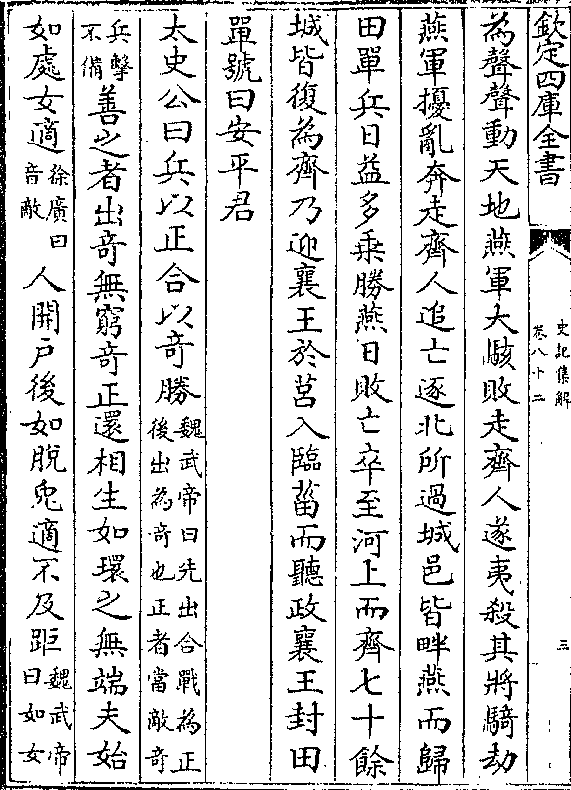 欽定四庫全書
史記集解
卷八十二
三
為聲聲動天地燕軍大駭敗走齊人遂夷殺其將騎劫
燕軍擾亂奔走齊人追亡逐北所過城邑皆畔燕而歸
田單兵日益多乗勝燕日敗亡卒至河上而齊七十餘
城皆復為齊乃迎襄王於莒入臨菑而聽政襄王封田
單號曰安平君
太史公曰兵以正合以竒勝魏武帝曰先出合戰為正後出為竒也正者當敵竒
兵擊不備善之者出竒無窮竒正還相生如環之無端夫始
如處女適徐廣曰音敵人開戶後如脫兔適不及距魏武帝曰如女